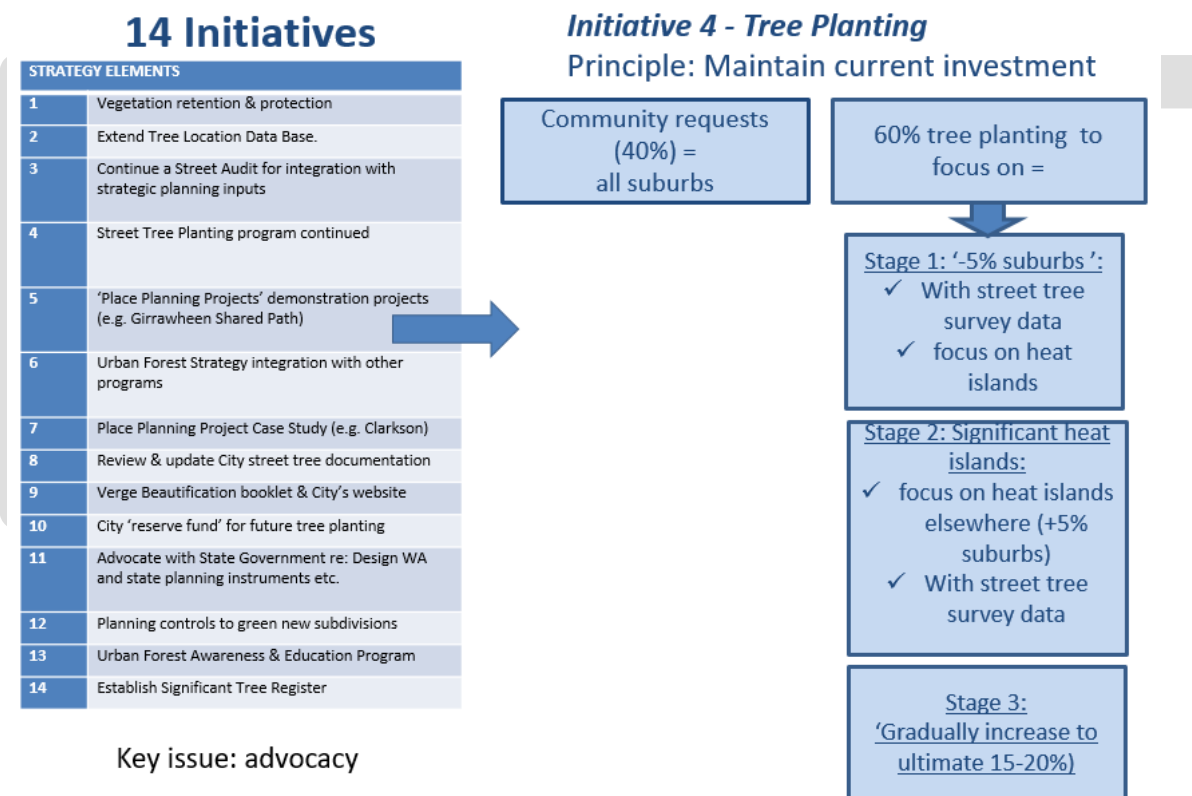 14 Initiatives
STRATEGY ELEMENTS
1 Vegetation retention & protection
2 Extend Tree Location Data Base.
3 Continue a Street Audit for integration with
strategic planning inputs
4 Street Tree Planting program continued
5 ‘Place Planning Projects’ demonstration projects
(e.g. Girrawheen Shared Path)
6 Urban Forest Strategy integration with other
programs
7 Place Planning Project Case Study (e.g. Clarkson)
8 Review & update City street tree documentation
9 Verge Beautification booklet & City’s website
10 City ‘reserve fund’ for future tree planting
11 Advocate with State Government re: Design WA
and state planning instruments etc.
12 Planning controls to green new subdivisions
13 Urban Forest Awareness & Education Program
14 Establish Significant Tree Register
Key issue: advocacy
Initiative 4 - Tree Planting
Principle: Maintain current investment
Community requests
(40%) =
all suburbs
60% tree planting to
focus on =
Stage 1: ‘-5% suburbs ’:
✓ With street tree
survey data
✓ focus on heat
islands
Stage 2: Significant heat
islands:
✓ focus on heat islands
elsewhere (+5%
suburbs)
✓ With street tree
survey data
Stage 3:
‘Gradually increase to
ultimate 15-20%)